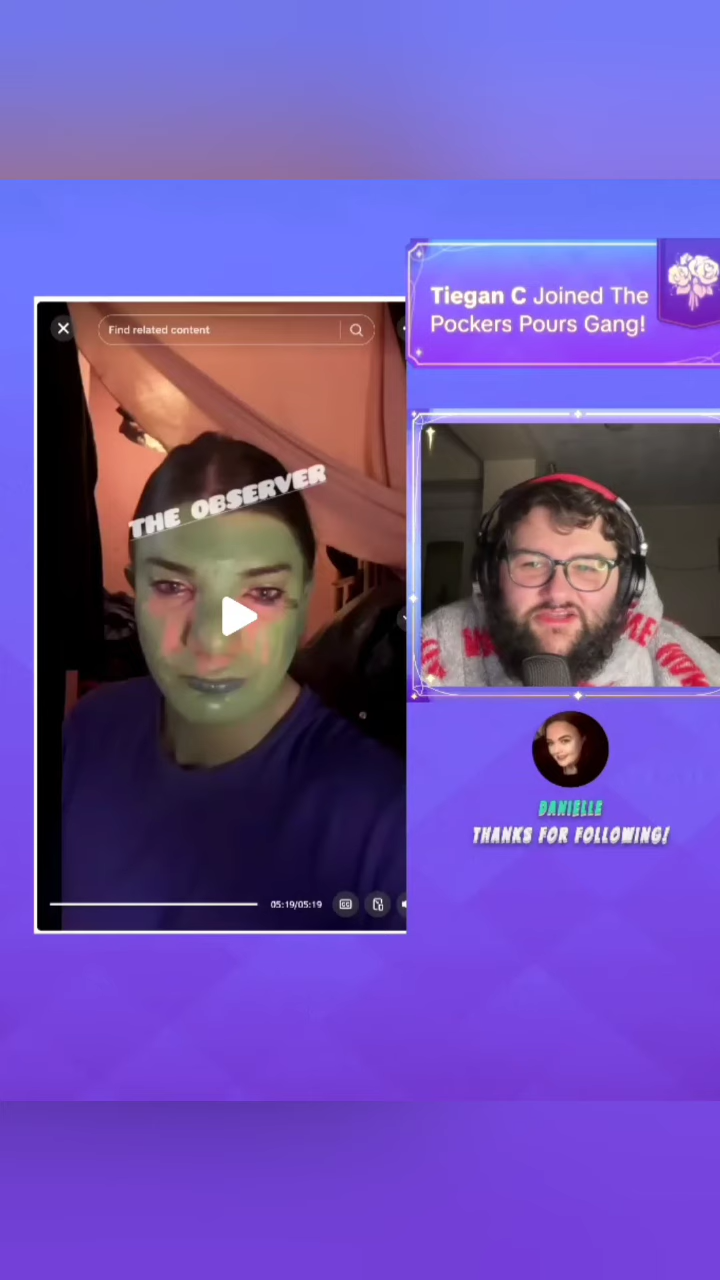 Tiegan C Joined The
Pockers Pours Gang!
Find related content
THE OBSERVER
05:19/05:19
CC
DANIELLE
THANKS FOR FOLLOWING!